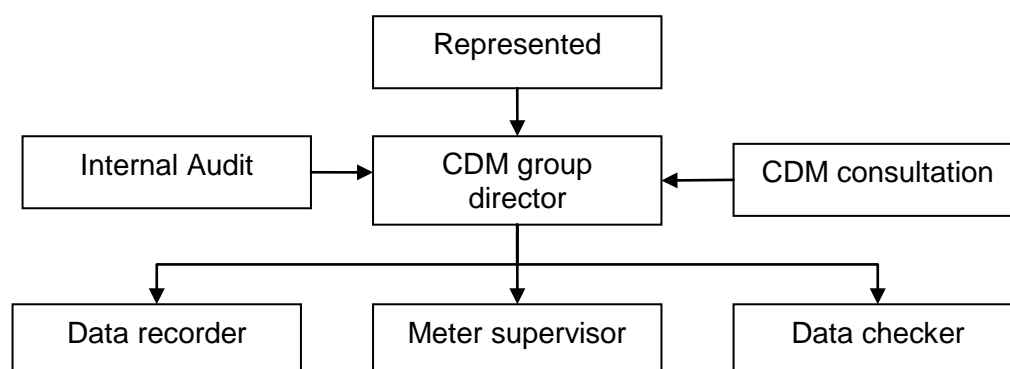 Represented
Internal Audit
CDM group
director
CDM consultation
Data recorder
Meter supervisor
Data checker